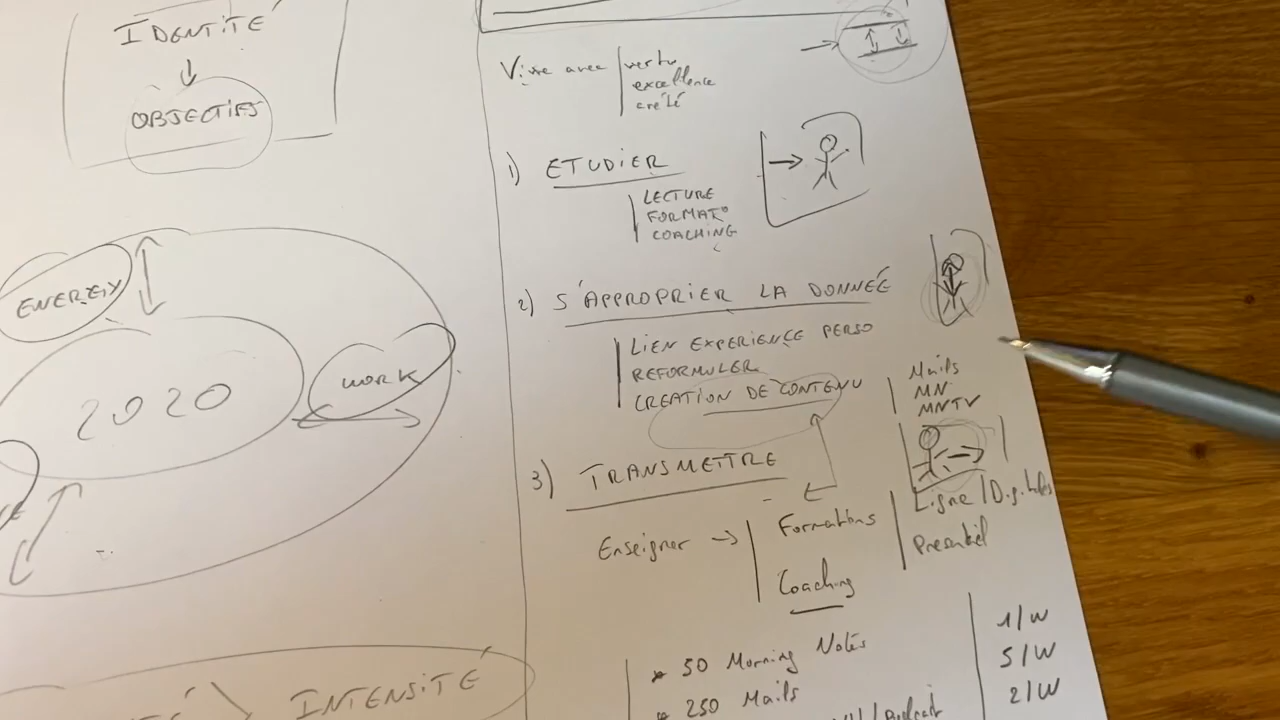 IDENTITÉ
OBJECTIFS
ENERGY
WORK
2020
INTENSITÉ
Vivre avec
vertu
excellence
1) ETUDIER
LECTURE
FORMAT°
COACHING
2) S'APPROPRIER LA DONNÉE
LIEN EXPERIENCE PERSO
REFORMULER
CREATION DE CONTENU
Mails
MN
MNTV
3) TRANSMETTRE
Enseigner → Formations
Coaching
Ligne / Digitales
Presentiel
* 50 Morning Notes
* 250 Mails
1/W
5/W
2/W